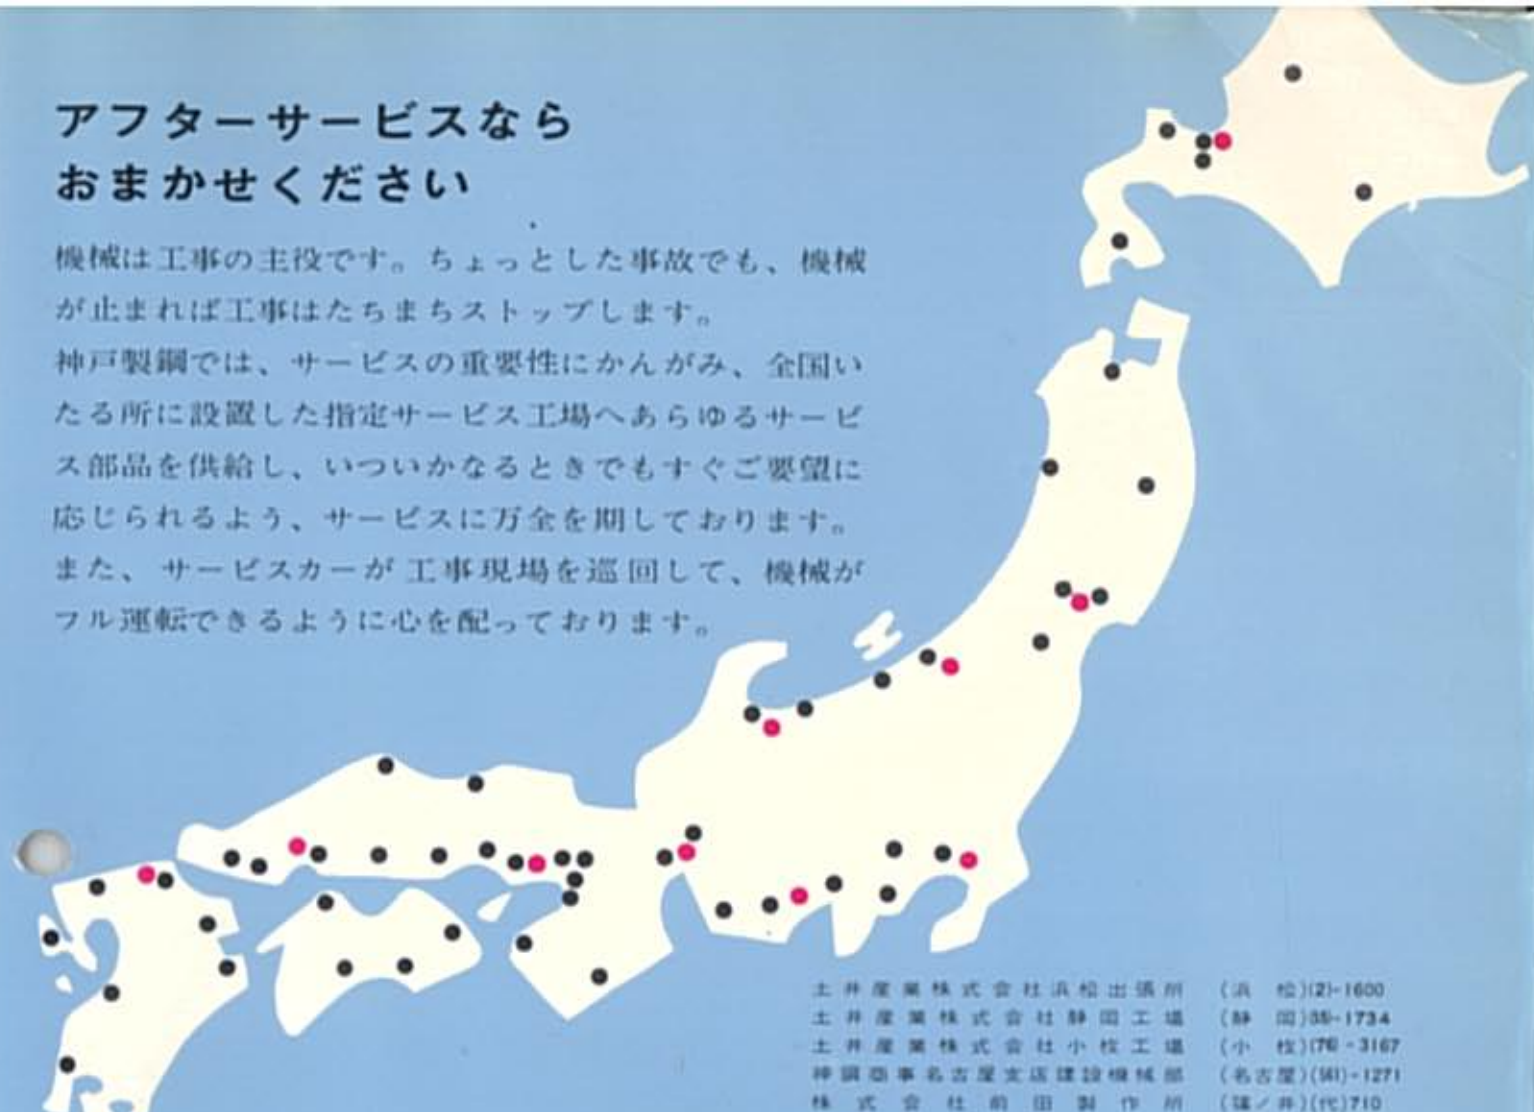 アフターサービスなら
おまかせください
機械は工事の主役です。ちょっとした事故でも、機械
が止まれば工事はたちまちストップします。
神戸製鋼では、サービスの重要性にかんがみ、全国い
たる所に設置した指定サービス工場へあらゆるサービ
ス部品を供給し、いついかなるときでもすぐご要望に
応じられるよう、サービスに万全を期しております。
また、サービスカーが工事現場を巡回して、機械が
フル運転できるように心を配っております。
土井産業株式会社浜松出張所 (浜 松)(2)-1600
土井産業株式会社静岡工場 (静 岡)85-1734
土井産業株式会社小牧工場 (小 牧)(76)-3167
神鋼商事名古屋支店建設機械部 (名古屋)(561)-1271
株式会社前田製作所 (篠ノ井)(代)710